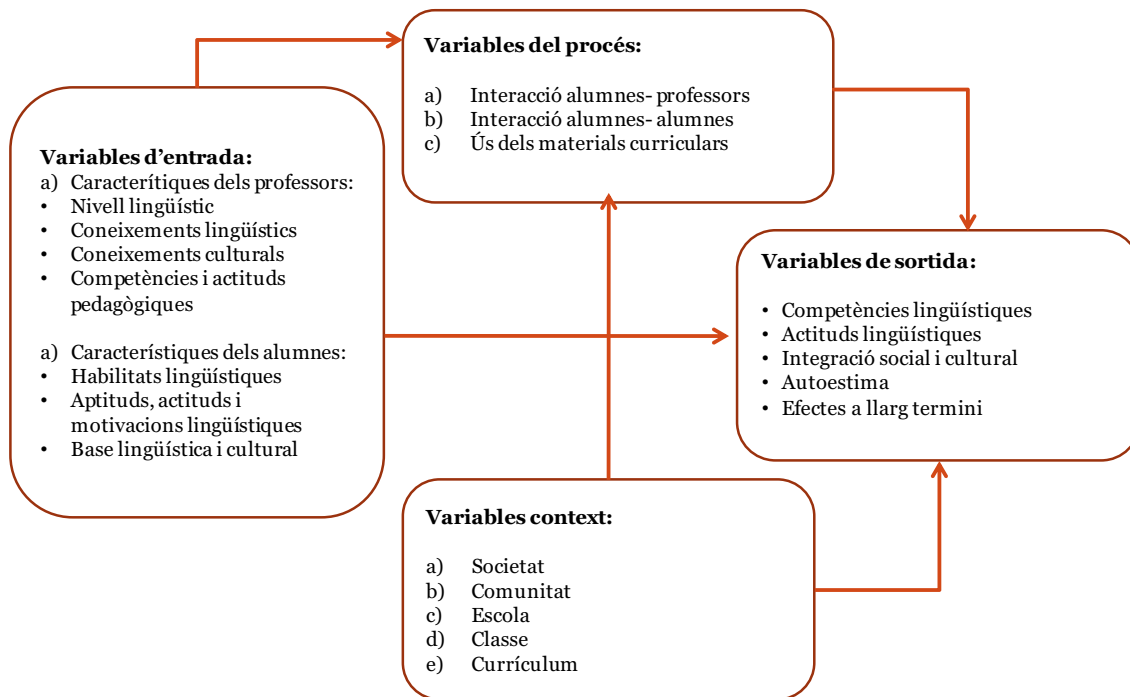 Variables del procés:
a) Interacció alumnes- professors
b) Interacció alumnes- alumnes
c) Ús dels materials curriculars
Variables d’entrada:
a) Caracterítiques dels professors:
• Nivell lingüístic
• Coneixements lingüístics
• Coneixements culturals
• Competències i actituds
pedagògiques
a) Característiques dels alumnes:
• Habilitats lingüístiques
• Aptituds, actituds i
motivacions lingüístiques
• Base lingüística i cultural
Variables de sortida:
• Competències lingüístiques
• Actituds lingüístiques
• Integració social i cultural
• Autoestima
• Efectes a llarg termini
Variables context:
a) Societat
b) Comunitat
c) Escola
d) Classe
e) Currículum